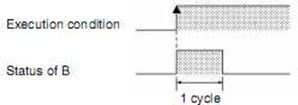 Execution condition
Status of B
1 cycle